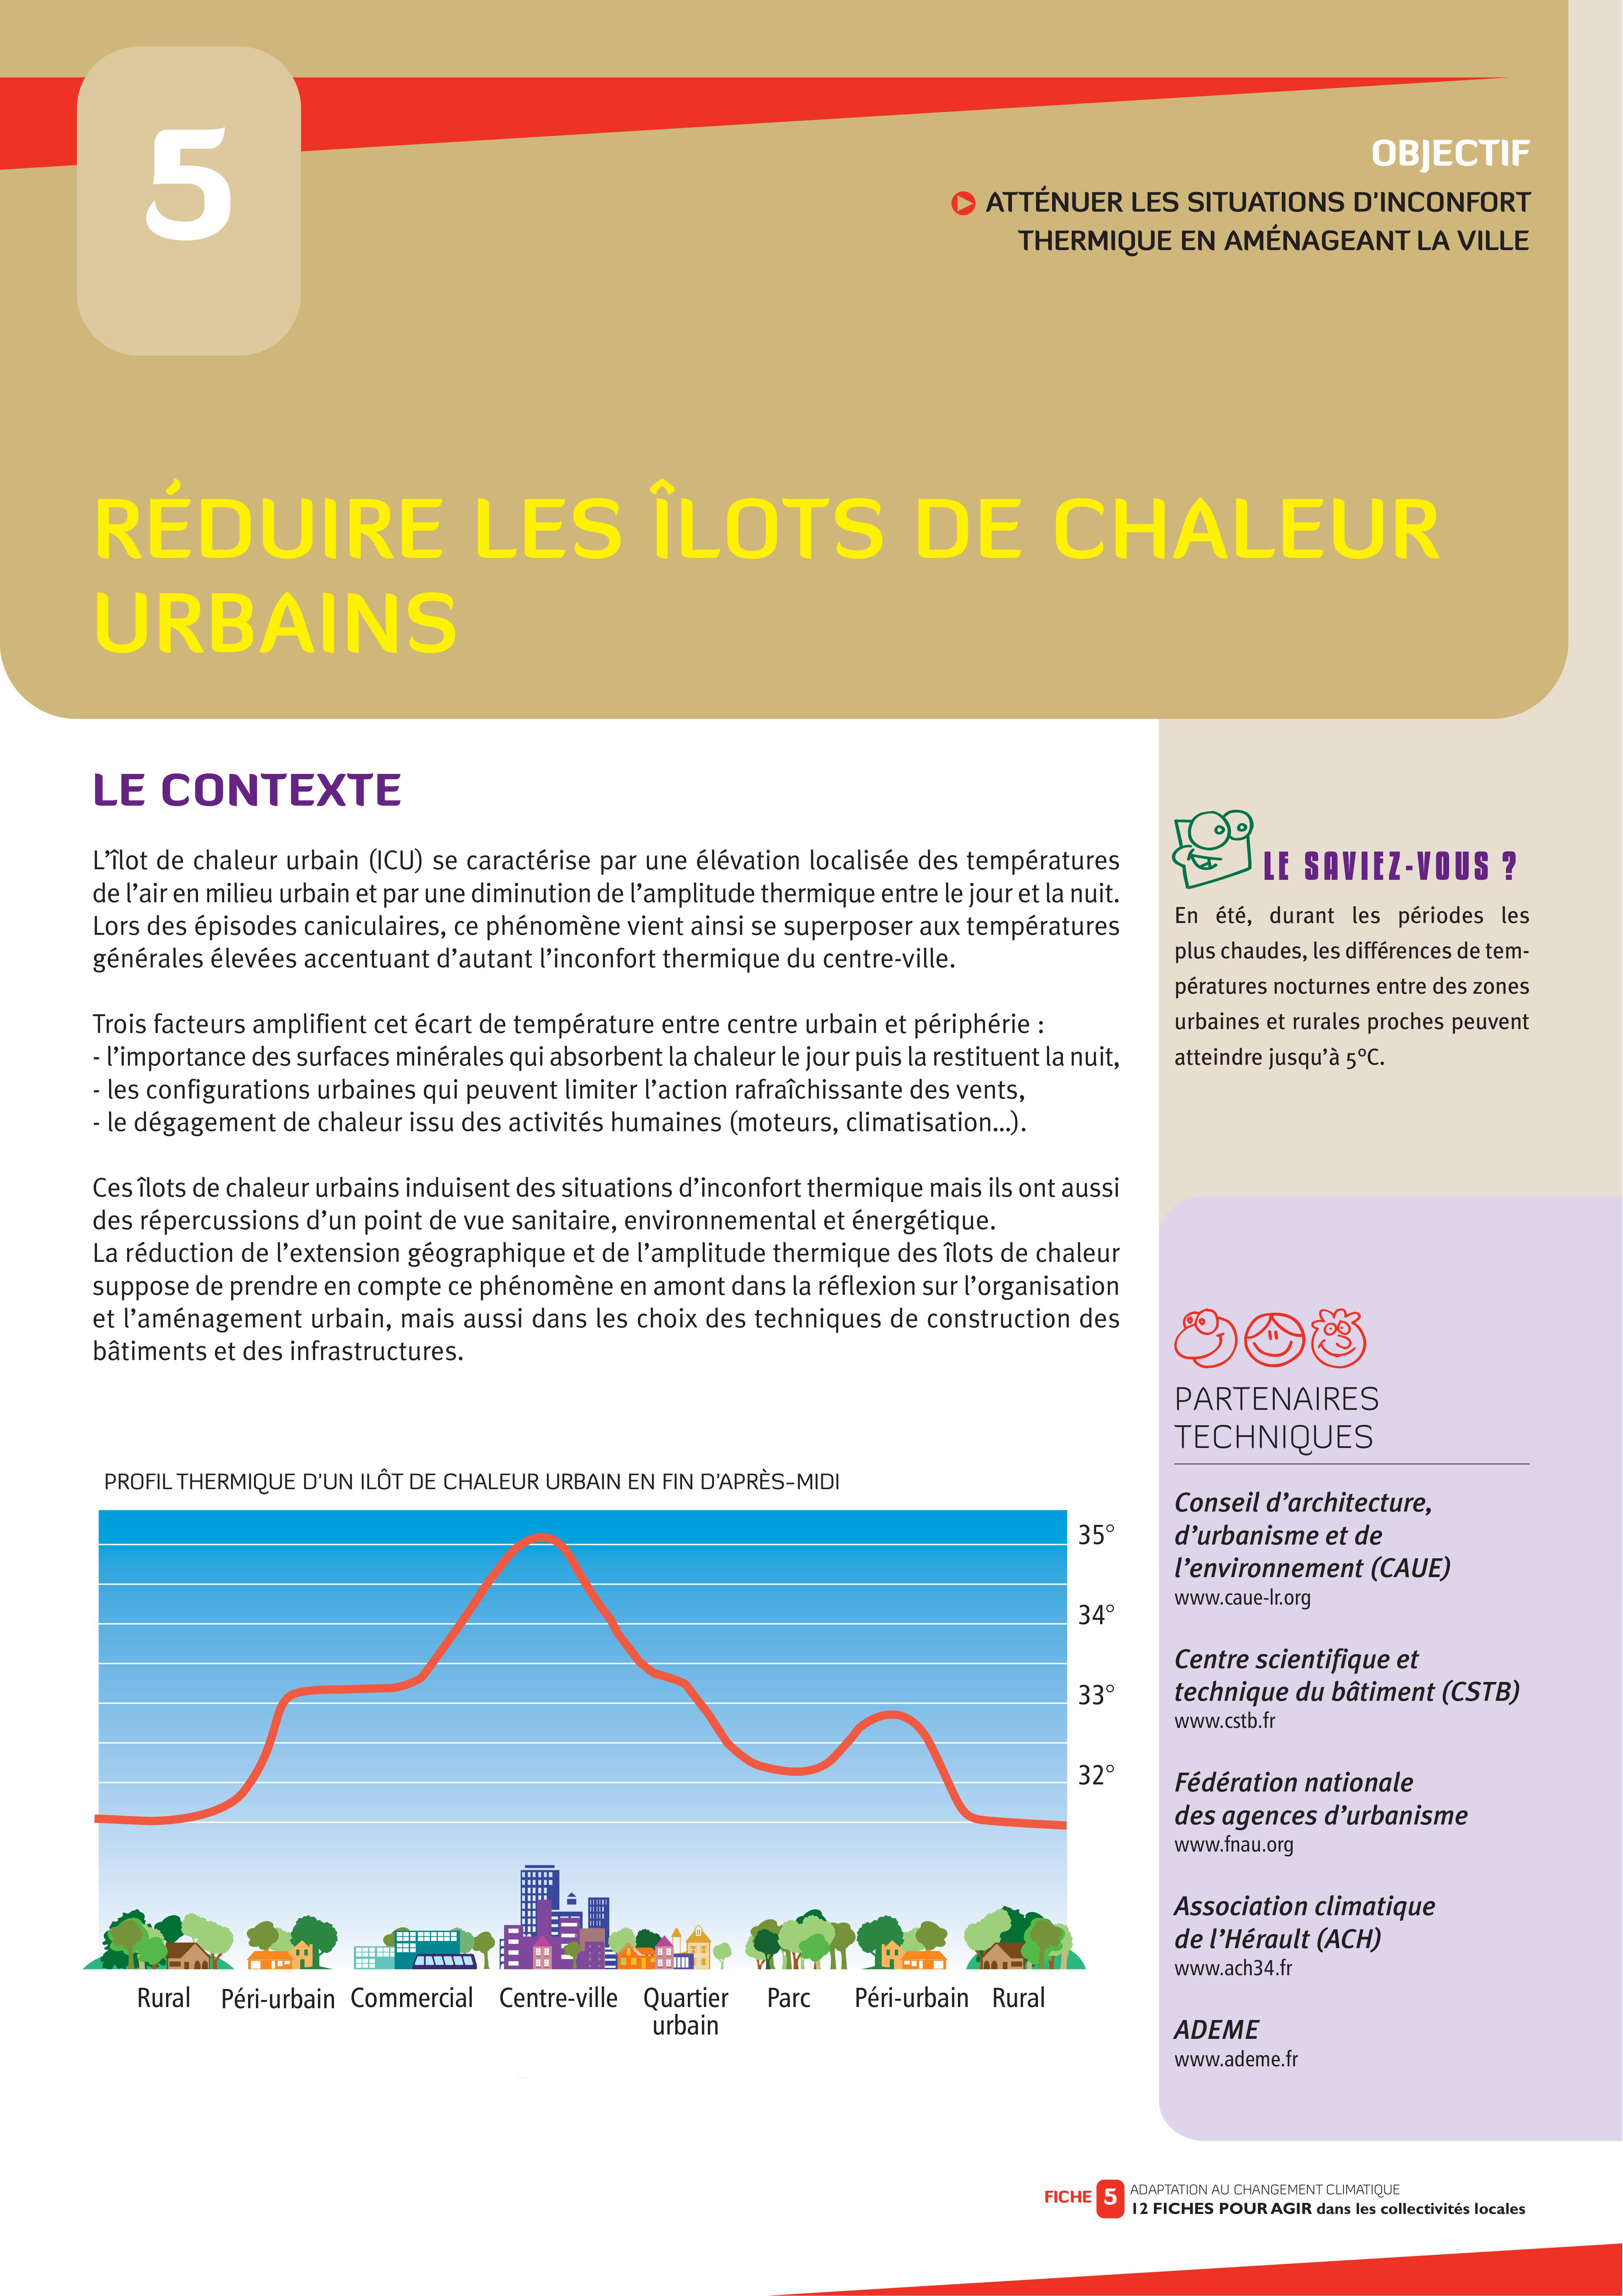 5
OBJECTIF
ATTÉNUER LES SITUATIONS D'INCONFORT
THERMIQUE EN AMÉNAGEANT LA VILLE
RÉDUIRE LES ÎLOTS DE CHALEUR
URBAINS
LE CONTEXTE
L'îlot de chaleur urbain (ICU) se caractérise par une élévation localisée des températures
de l'air en milieu urbain et par une diminution de l'amplitude thermique entre le jour et la nuit.
Lors des épisodes caniculaires, ce phénomène vient ainsi se superposer aux températures
générales élevées accentuant d'autant l'inconfort thermique du centre-ville.
Trois facteurs amplifient cet écart de température entre centre urbain et périphérie :
- l'importance des surfaces minérales qui absorbent la chaleur le jour puis la restituent la nuit,
- les configurations urbaines qui peuvent limiter l'action rafraîchissante des vents,
- le dégagement de chaleur issu des activités humaines (moteurs, climatisation...).
Ces îlots de chaleur urbains induisent des situations d'inconfort thermique mais ils ont aussi
des répercussions d'un point de vue sanitaire, environnemental et énergétique.
La réduction de l'extension géographique et de l'amplitude thermique des îlots de chaleur
suppose de prendre en compte ce phénomène en amont dans la réflexion sur l'organisation
et l'aménagement urbain, mais aussi dans les choix des techniques de construction des
bâtiments et des infrastructures.
PROFIL THERMIQUE D'UN ILÔT DE CHALEUR URBAIN EN FIN D'APRÈS-MIDI
35°
34°
33°
32°
Rural Péri-urbain Commercial Centre-ville Quartier Parc Péri-urbain Rural
urbain
LE SAVIEZ-VOUS ?
En été, durant les périodes les
plus chaudes, les différences de tem-
pératures nocturnes entre des zones
urbaines et rurales proches peuvent
atteindre jusqu'à 5°C.
PARTENAIRES
TECHNIQUES
Conseil d'architecture,
d'urbanisme et de
l'environnement (CAUE)
www.caue-lr.org
Centre scientifique et
technique du bâtiment (CSTB)
www.cstb.fr
Fédération nationale
des agences d'urbanisme
www.fnau.org
Association climatique
de l'Hérault (ACH)
www.ach34.fr
ADEME
www.ademe.fr
FICHE 5 ADAPTATION AU CHANGEMENT CLIMATIQUE
12 FICHES POUR AGIR dans les collectivités locales